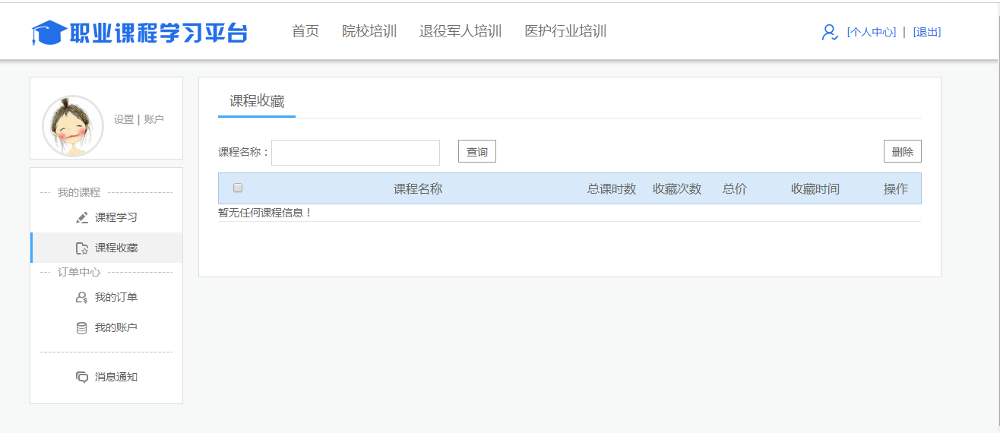 职业课程学习平台 首页 院校培训 退役军人培训 医护行业培训 [个人中心] | [退出]
设置 | 账户
我的课程
课程学习
课程收藏
订单中心
我的订单
我的账户
消息通知
课程收藏
课程名称： 查询 删除
课程名称 总课时数 收藏次数 总价 收藏时间 操作
暂无任何课程信息！